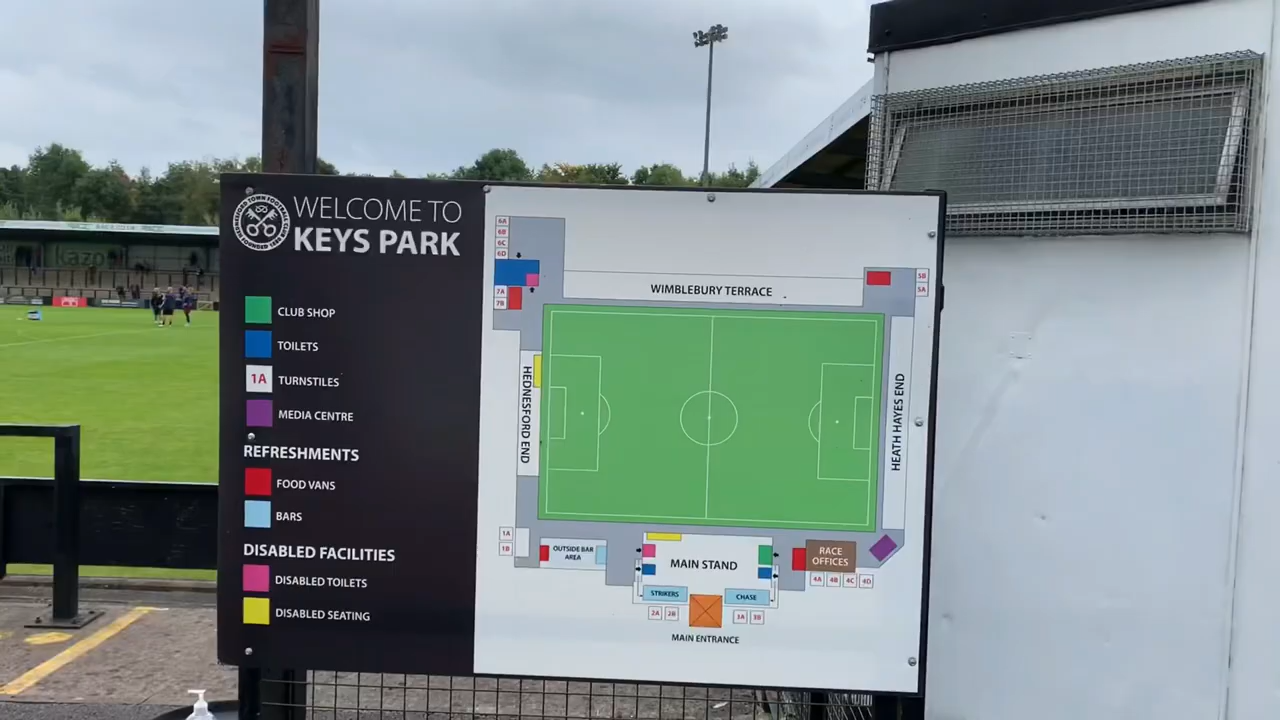 WELCOME TO
KEYS PARK
CLUB SHOP
TOILETS
1A TURNSTILES
MEDIA CENTRE
REFRESHMENTS
FOOD VANS
BARS
DISABLED FACILITIES
DISABLED TOILETS
DISABLED SEATING
6A
6B
6C
6D
7A
7B
WIMBLEBURY TERRACE
5B
5A
HEDNESFORD END
HEATH HAYES END
1A
1B
OUTSIDE BAR
AREA
MAIN STAND
RACE
OFFICES
4A 4B 4C 4D
STRIKERS
CHASE
2A 2B
3A 3B
MAIN ENTRANCE
kazo